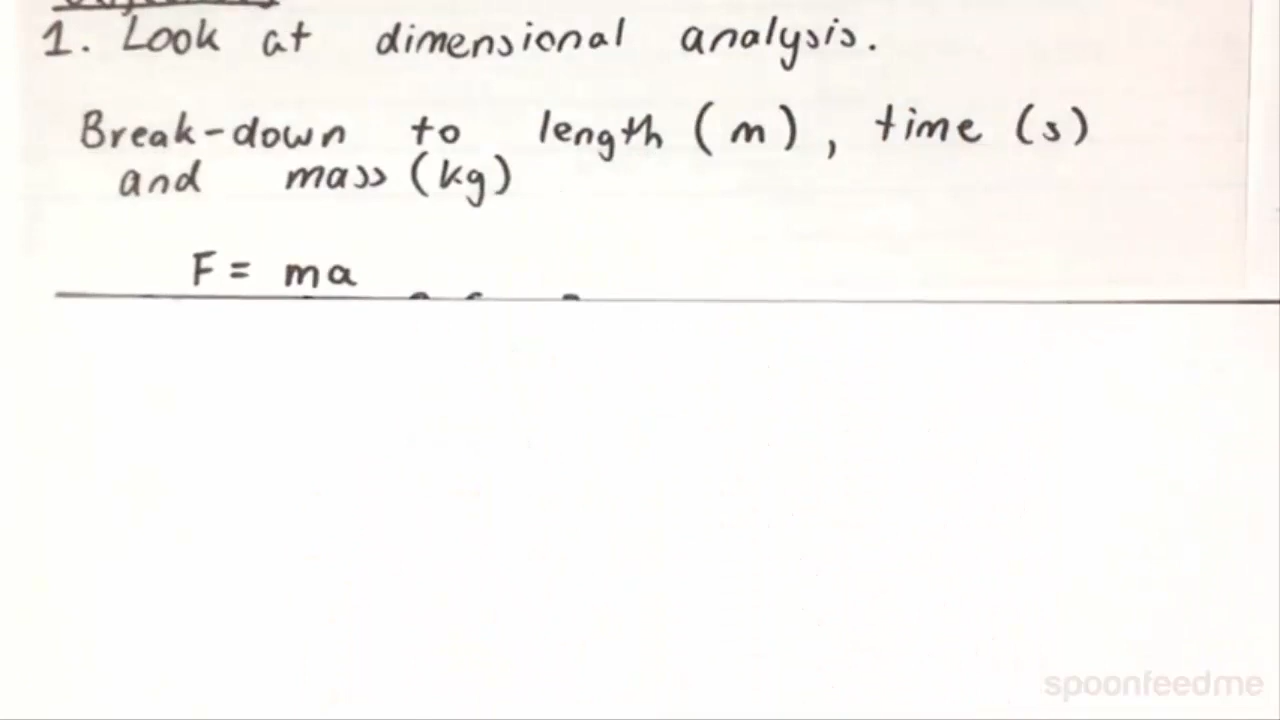 1. Look at dimensional analysis.
Break-down to length (m), time (s)
and mass (kg)
F = ma
spoonfeedme